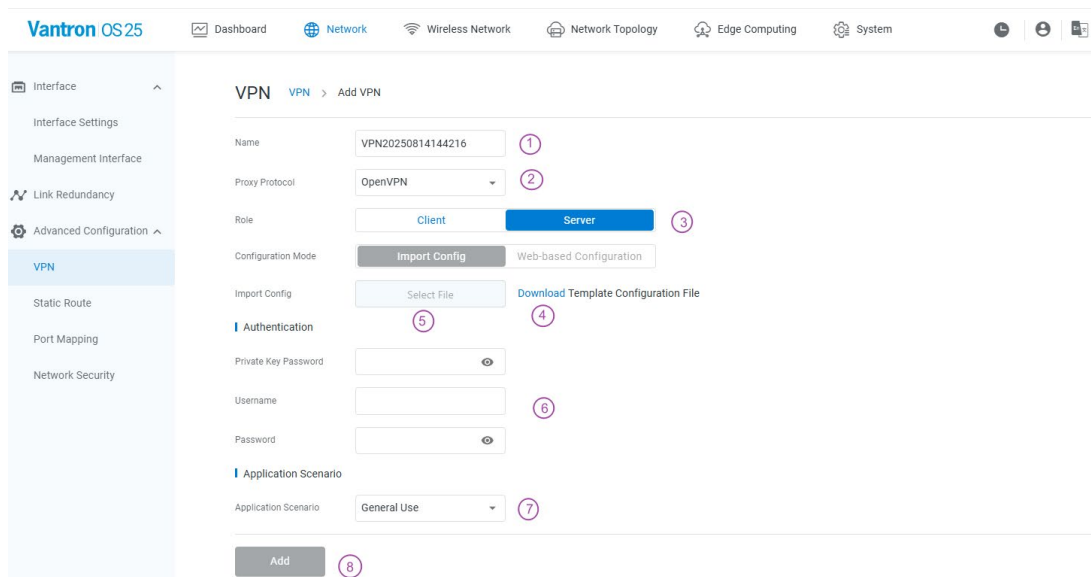 Vantron OS 25
Dashboard
Network
Wireless Network
Network Topology
Edge Computing
System
Interface
Interface Settings
Management Interface
Link Redundancy
Advanced Configuration
VPN
Static Route
Port Mapping
Network Security
VPN VPN > Add VPN
Name VPN20250814144216 1
Proxy Protocol OpenVPN 2
Role Client Server 3
Configuration Mode Import Config Web-based Configuration
Import Config Select File Download Template Configuration File
5 4
Authentication
Private Key Password
Username 6
Password
Application Scenario
Application Scenario General Use 7
Add 8